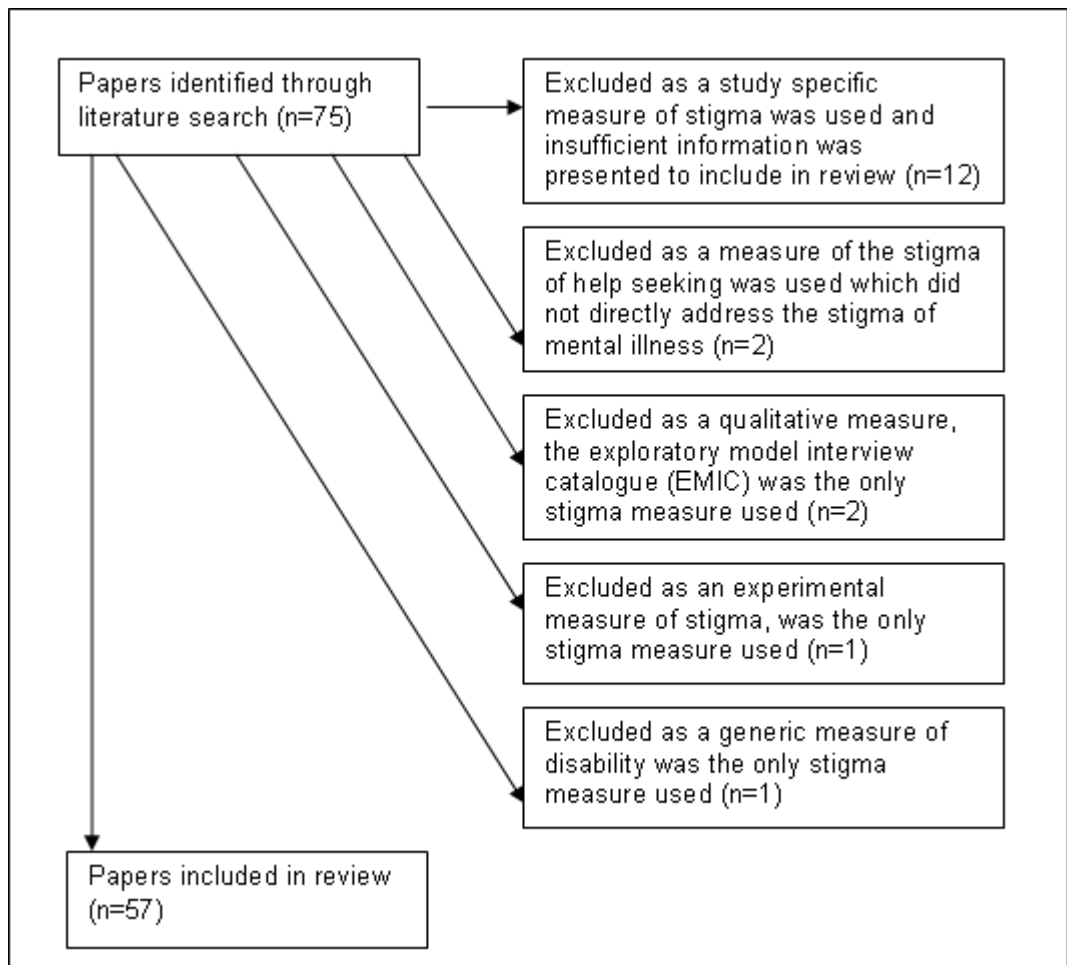 Papers identified through
literature search (n=75)
Excluded as a study specific
measure of stigma was used and
insufficient information was
presented to include in review (n=12)
Excluded as a measure of the stigma
of help seeking was used which did
not directly address the stigma of
mental illness (n=2)
Excluded as a qualitative measure,
the exploratory model interview
catalogue (EMIC) was the only
stigma measure used (n=2)
Excluded as an experimental
measure of stigma, was the only
stigma measure used (n=1)
Excluded as a generic measure of
disability was the only stigma
measure used (n=1)
Papers included in review
(n=57)